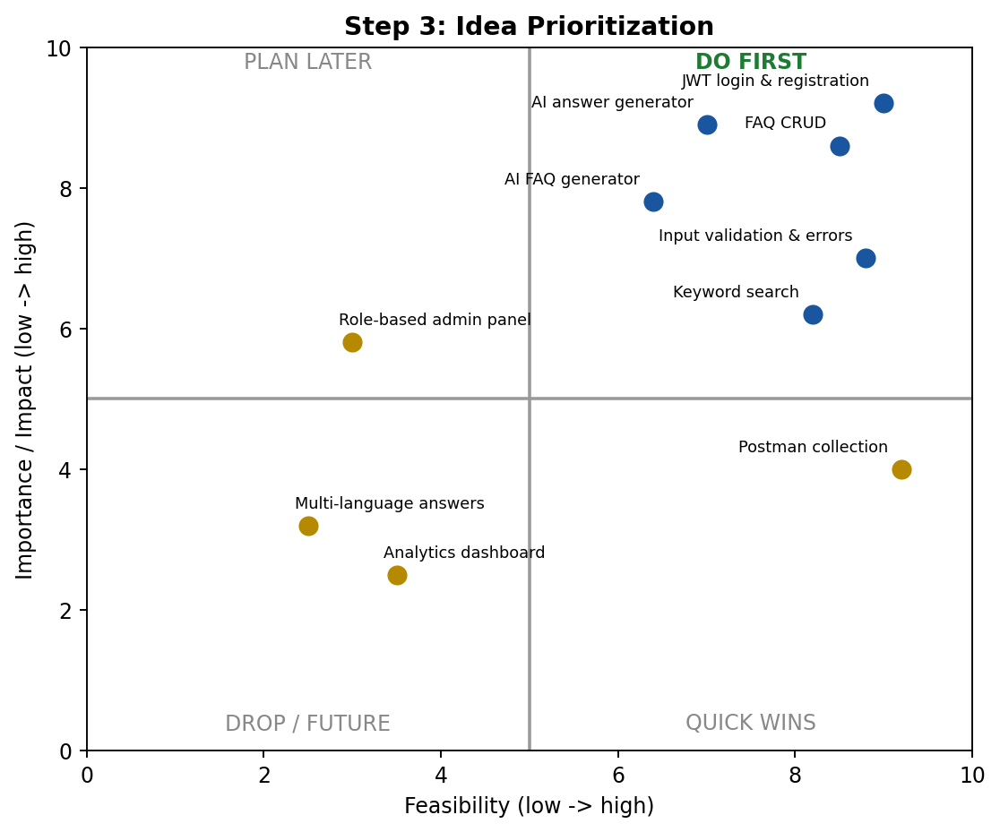 Step 3: Idea Prioritization
10
PLAN LATER
DO FIRST
JWT login & registration
AI answer generator
FAQ CRUD
8
AI FAQ generator
Input validation & errors
Keyword search
6
Role-based admin panel
Importance / Impact (low -> high)
4
Postman collection
Multi-language answers
Analytics dashboard
2
DROP / FUTURE
QUICK WINS
0
0 2 4 6 8 10
Feasibility (low -> high)